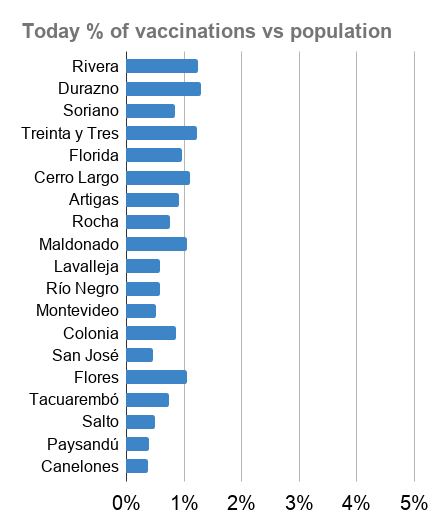 Today % of vaccinations vs population
Rivera
Durazno
Soriano
Treinta y Tres
Florida
Cerro Largo
Artigas
Rocha
Maldonado
Lavalleja
Río Negro
Montevideo
Colonia
San José
Flores
Tacuarembó
Salto
Paysandú
Canelones
0% 1% 2% 3% 4% 5%